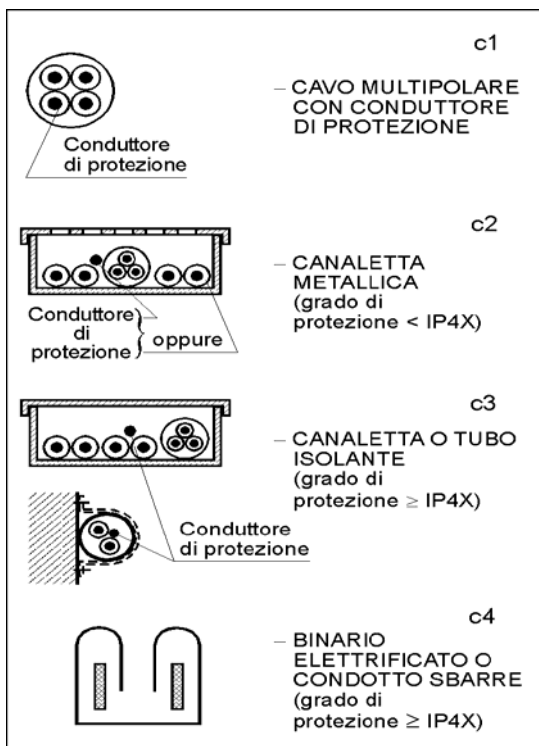 c1
– CAVO MULTIPOLARE
CON CONDUTTORE
DI PROTEZIONE
Conduttore
di protezione
c2
– CANALETTA
METALLICA
(grado di
protezione < IP4X)
Conduttore
di
protezione
oppure
c3
– CANALETTA O TUBO
ISOLANTE
(grado di
protezione ≥ IP4X)
Conduttore
di protezione
c4
– BINARIO
ELETTRIFICATO O
CONDOTTO SBARRE
(grado di
protezione ≥ IP4X)